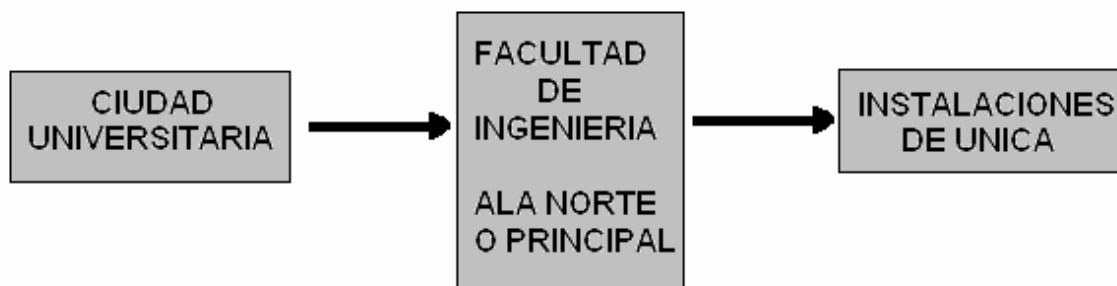 CIUDAD
UNIVERSITARIA
FACULTAD
DE
INGENIERIA
ALA NORTE
O PRINCIPAL
INSTALACIONES
DE UNICA